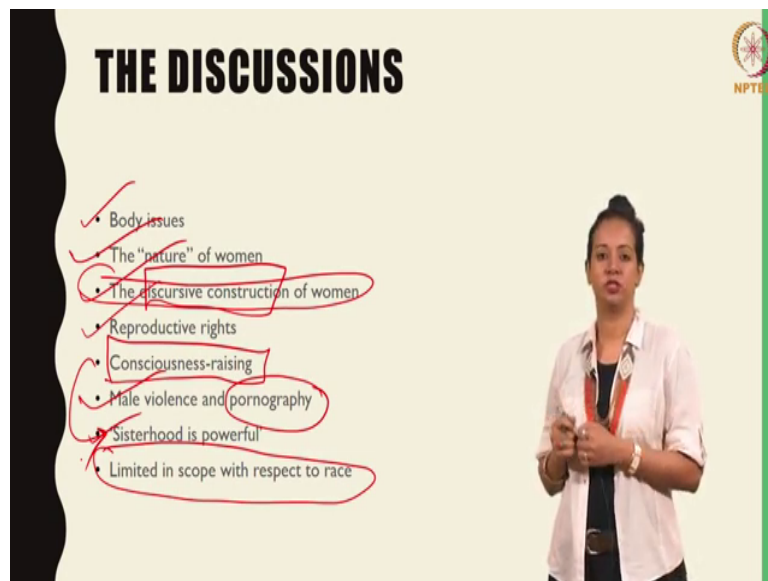 THE DISCUSSIONS
NPTE
• Body issues
• The "nature" of women
• The discursive construction of women
• Reproductive rights
• Consciousness-raising
• Male violence and pornography
• 'Sisterhood is powerful'
• Limited in scope with respect to race